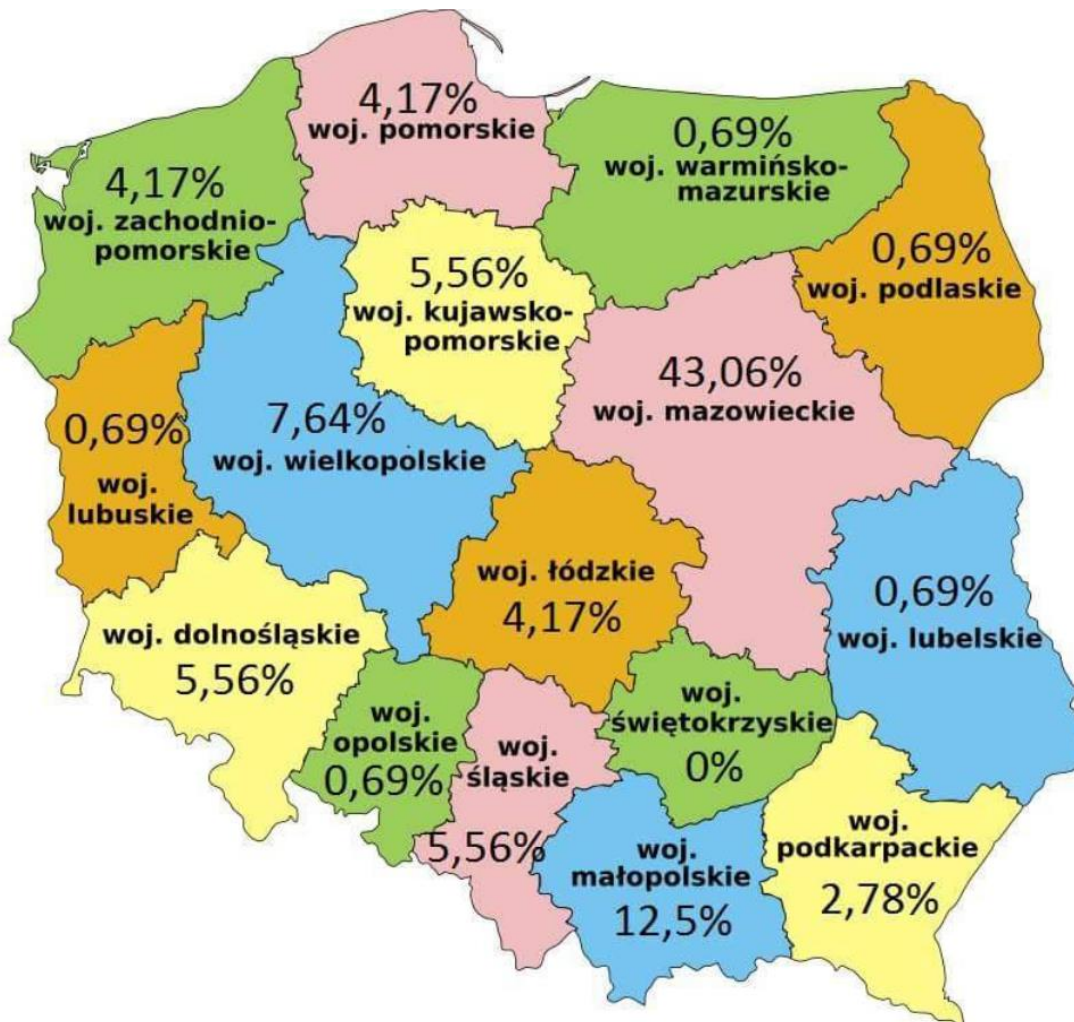 4,17%
woj. pomorskie
0,69%
woj. warmińsko-
mazurskie
4,17%
woj. zachodnio-
pomorskie
0,69%
woj. podlaskie
5,56%
woj. kujawsko-
pomorskie
43,06%
woj. mazowieckie
0,69%
woj.
lubuskie
7,64%
woj. wielkopolskie
woj. łódzkie
4,17%
0,69%
woj. lubelskie
woj. dolnośląskie
5,56%
woj.
opolskie
0,69%
woj.
śląskie
5,56%
woj.
świętokrzyskie
0%
woj.
małopolskie
12,5%
woj.
podkarpackie
2,78%